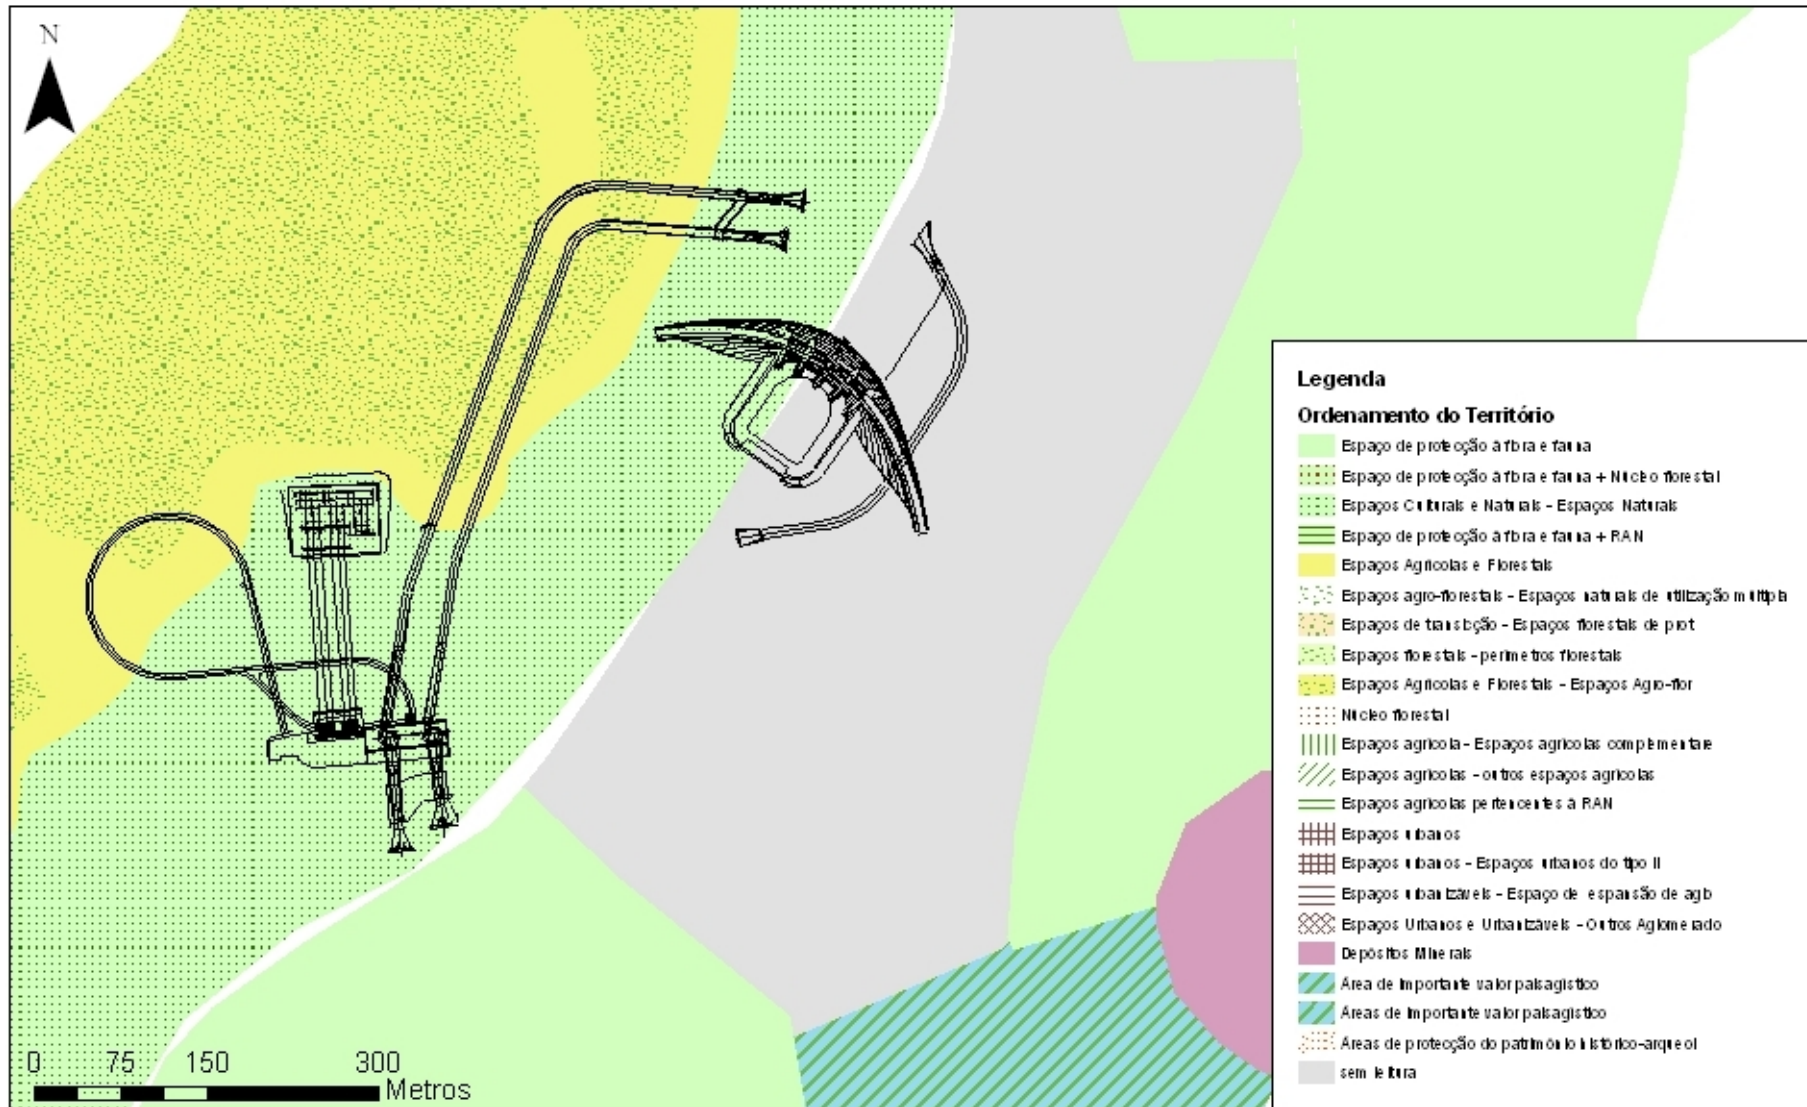 N
0 75 150 300
Metros
Legenda
Ordenamento do Território
Espaço de protecção à flora e fauna
Espaço de protecção à flora e fauna + Núcleo florestal
Espaços Culturais e Naturais - Espaços Naturais
Espaço de protecção à flora e fauna + RAN
Espaços Agrícolas e Florestais
Espaços agro-florestais - Espaços naturais de utilização múltipla
Espaços de transição - Espaços florestais de prot
Espaços florestais - perímetros florestais
Espaços Agrícolas e Florestais - Espaços Agro-flor
Núcleo florestal
Espaços agrícola - Espaços agrícolas complementare
Espaços agrícolas - outros espaços agrícolas
Espaços agrícolas pertencentes à RAN
Espaços urbanos
Espaços urbanos - Espaços urbanos do tipo II
Espaços urbanizáveis - Espaço de espansão de aglo
Espaços Urbanos e Urbanizáveis - Outros Aglomerado
Depósitos Minerais
Área de importante valor paisagístico
Áreas de importante valor paisagístico
Áreas de protecção do património histórico-arqueol
sem leitura